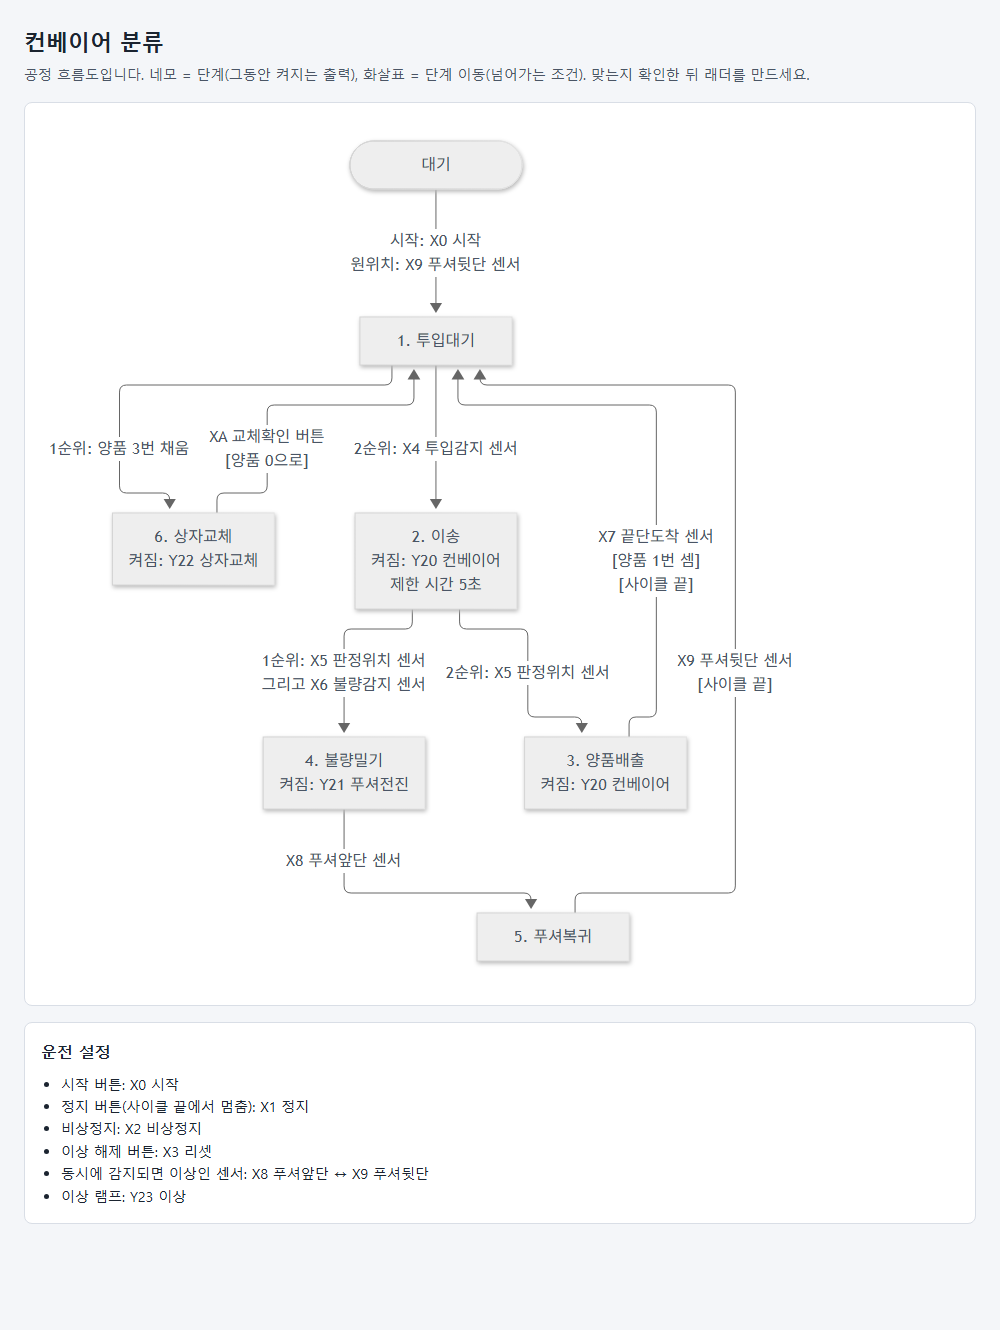 컨베이어 분류
공정 흐름도입니다. 네모 = 단계(그동안 켜지는 출력), 화살표 = 단계 이동(넘어가는 조건). 맞는지 확인한 뒤 래더를 만드세요.
대기
시작: X0 시작
원위치: X9 푸셔뒷단 센서
1. 투입대기
1순위: 양품 3번 채움
XA 교체확인 버튼
[양품 0으로]
2순위: X4 투입감지 센서
6. 상자교체
켜짐: Y22 상자교체
2. 이송
켜짐: Y20 컨베이어
제한 시간 5초
X7 끝단도착 센서
[양품 1번 셈]
[사이클 끝]
1순위: X5 판정위치 센서
그리고 X6 불량감지 센서
2순위: X5 판정위치 센서
X9 푸셔뒷단 센서
[사이클 끝]
4. 불량밀기
켜짐: Y21 푸셔전진
3. 양품배출
켜짐: Y20 컨베이어
X8 푸셔앞단 센서
5. 푸셔복귀
운전 설정
• 시작 버튼: X0 시작
• 정지 버튼(사이클 끝에서 멈춤): X1 정지
• 비상정지: X2 비상정지
• 이상 해제 버튼: X3 리셋
• 동시에 감지되면 이상인 센서: X8 푸셔앞단 ↔ X9 푸셔뒷단
• 이상 램프: Y23 이상